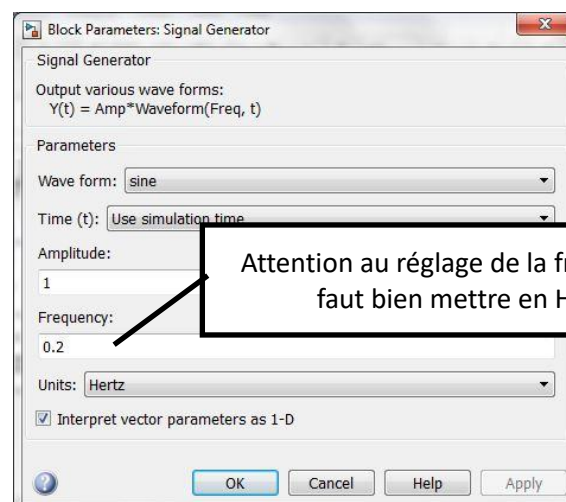 Block Parameters: Signal Generator
Signal Generator
Output various wave forms:
Y(t) = Amp*Waveform(Freq, t)
Parameters
Wave form: sine
Time (t): Use simulation time
Amplitude:
1
Attention au réglage de la
faut bien mettre en
Frequency:
0.2
Units: Hertz
Interpret vector parameters as 1-D
OK Cancel Help Apply